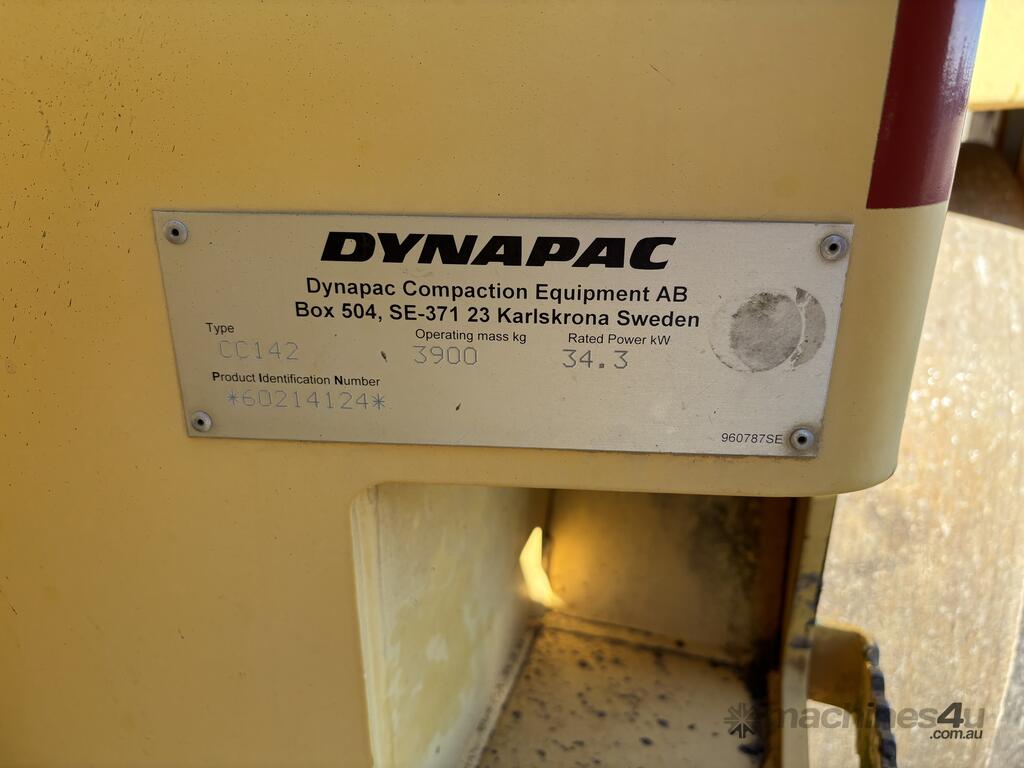 DYNAPAC
Dynapac Compaction Equipment AB
Box 504, SE-371 23 Karlskrona Sweden
Type Operating mass kg Rated Power kW
CC142 3900 34.3
Product Identification Number
*60214124*
960787SE
machines4u
.com.au